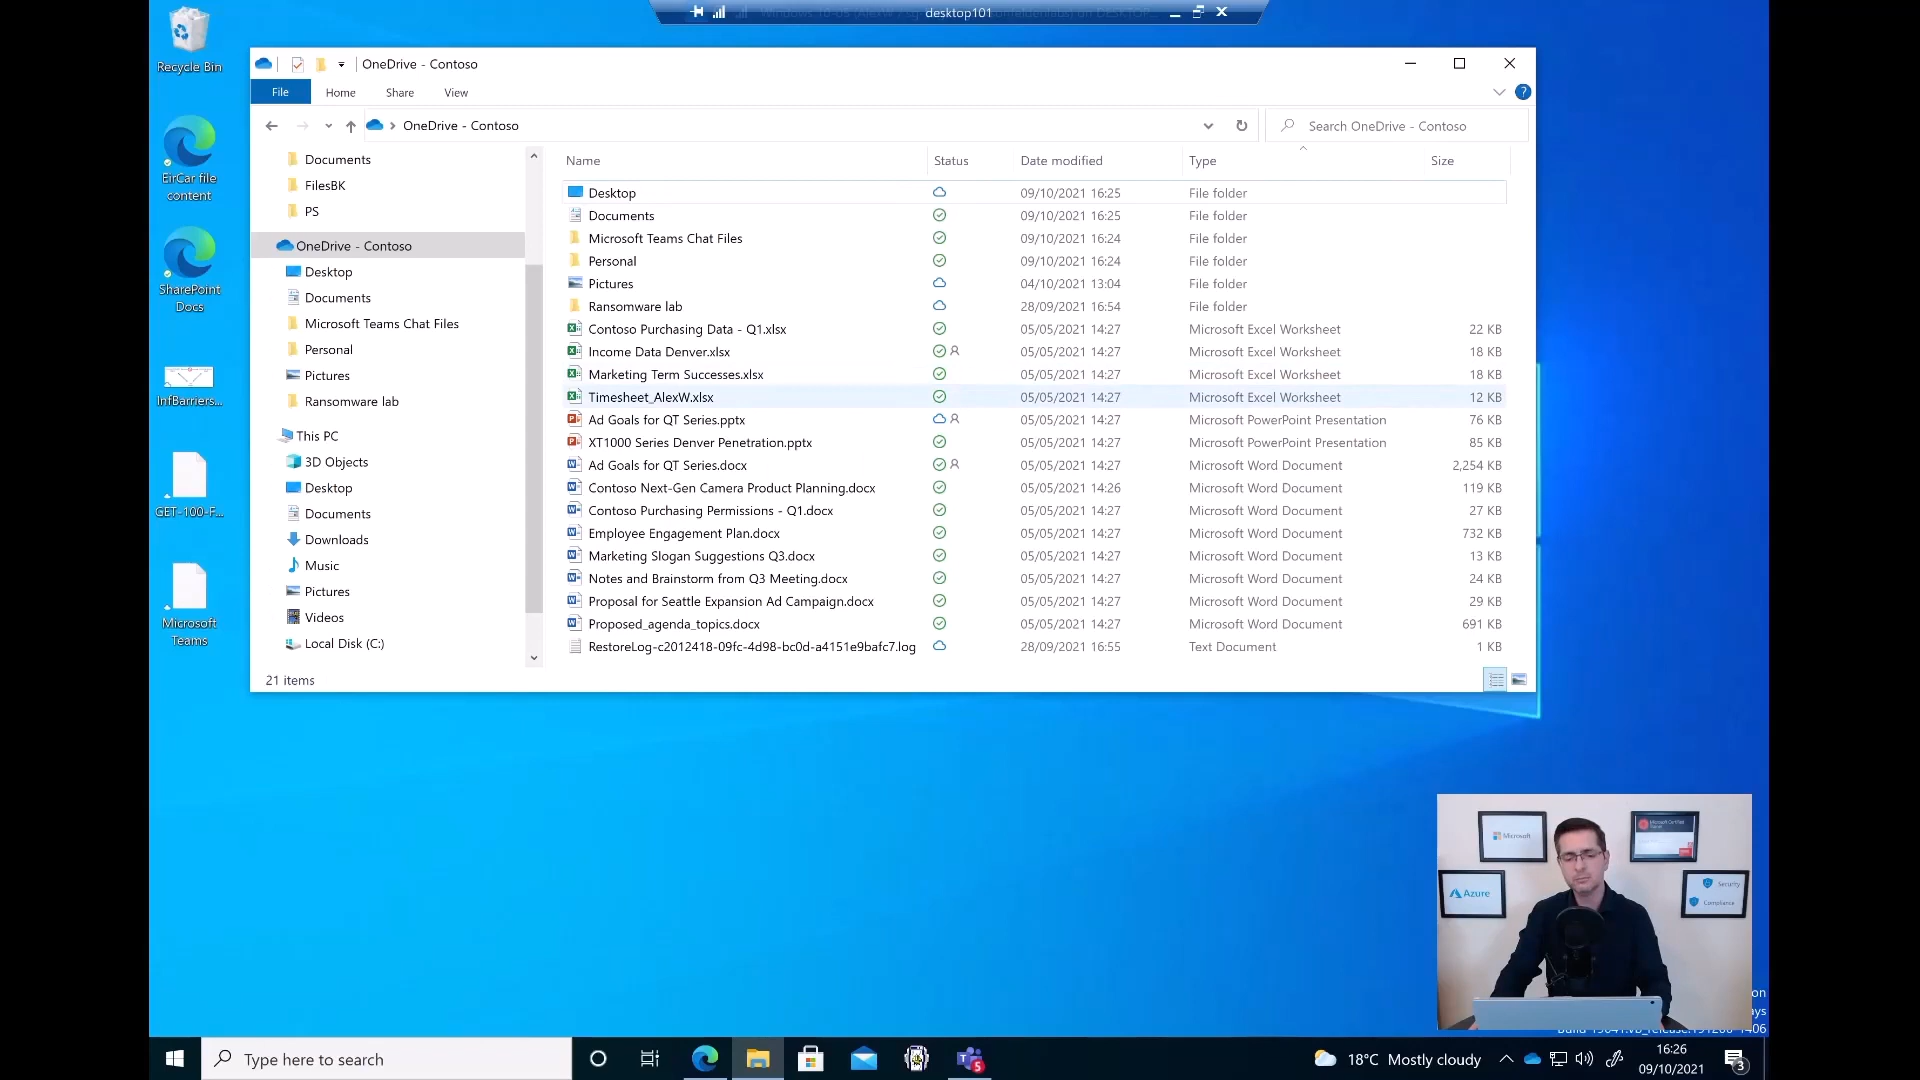 desktop101
Recycle Bin
EirCar file
content
SharePoint
Docs
InfBarriers...
GET-100-F...
Microsoft
Teams
OneDrive - Contoso
File
Home
Share
View
OneDrive - Contoso
Search OneDrive - Contoso
Documents
FilesBK
PS
OneDrive - Contoso
Desktop
Documents
Microsoft Teams Chat Files
Personal
Pictures
Ransomware lab
This PC
3D Objects
Desktop
Documents
Downloads
Music
Pictures
Videos
Local Disk (C:)
Name Status Date modified Type Size
Desktop 09/10/2021 16:25 File folder
Documents 09/10/2021 16:25 File folder
Microsoft Teams Chat Files 09/10/2021 16:24 File folder
Personal 09/10/2021 16:24 File folder
Pictures 04/10/2021 13:04 File folder
Ransomware lab 28/09/2021 16:54 File folder
Contoso Purchasing Data - Q1.xlsx 05/05/2021 14:27 Microsoft Excel Worksheet 22 KB
Income Data Denver.xlsx 05/05/2021 14:27 Microsoft Excel Worksheet 18 KB
Marketing Term Successes.xlsx 05/05/2021 14:27 Microsoft Excel Worksheet 18 KB
Timesheet_AlexW.xlsx 05/05/2021 14:27 Microsoft Excel Worksheet 12 KB
Ad Goals for QT Series.pptx 05/05/2021 14:27 Microsoft PowerPoint Presentation 76 KB
XT1000 Series Denver Penetration.pptx 05/05/2021 14:27 Microsoft PowerPoint Presentation 85 KB
Ad Goals for QT Series.docx 05/05/2021 14:27 Microsoft Word Document 2,254 KB
Contoso Next-Gen Camera Product Planning.docx 05/05/2021 14:26 Microsoft Word Document 119 KB
Contoso Purchasing Permissions - Q1.docx 05/05/2021 14:27 Microsoft Word Document 27 KB
Employee Engagement Plan.docx 05/05/2021 14:27 Microsoft Word Document 732 KB
Marketing Slogan Suggestions Q3.docx 05/05/2021 14:27 Microsoft Word Document 13 KB
Notes and Brainstorm from Q3 Meeting.docx 05/05/2021 14:27 Microsoft Word Document 24 KB
Proposal for Seattle Expansion Ad Campaign.docx 05/05/2021 14:27 Microsoft Word Document 29 KB
Proposed_agenda_topics.docx 05/05/2021 14:27 Microsoft Word Document 691 KB
RestoreLog-c2012418-09fc-4d98-bc0d-a4151e9bafc7.log 28/09/2021 16:55 Text Document 1 KB
21 items
Microsoft
Microsoft Certified
Azure
Security
Compliance
Type here to search
5
18°C Mostly cloudy
16:26
09/10/2021
3